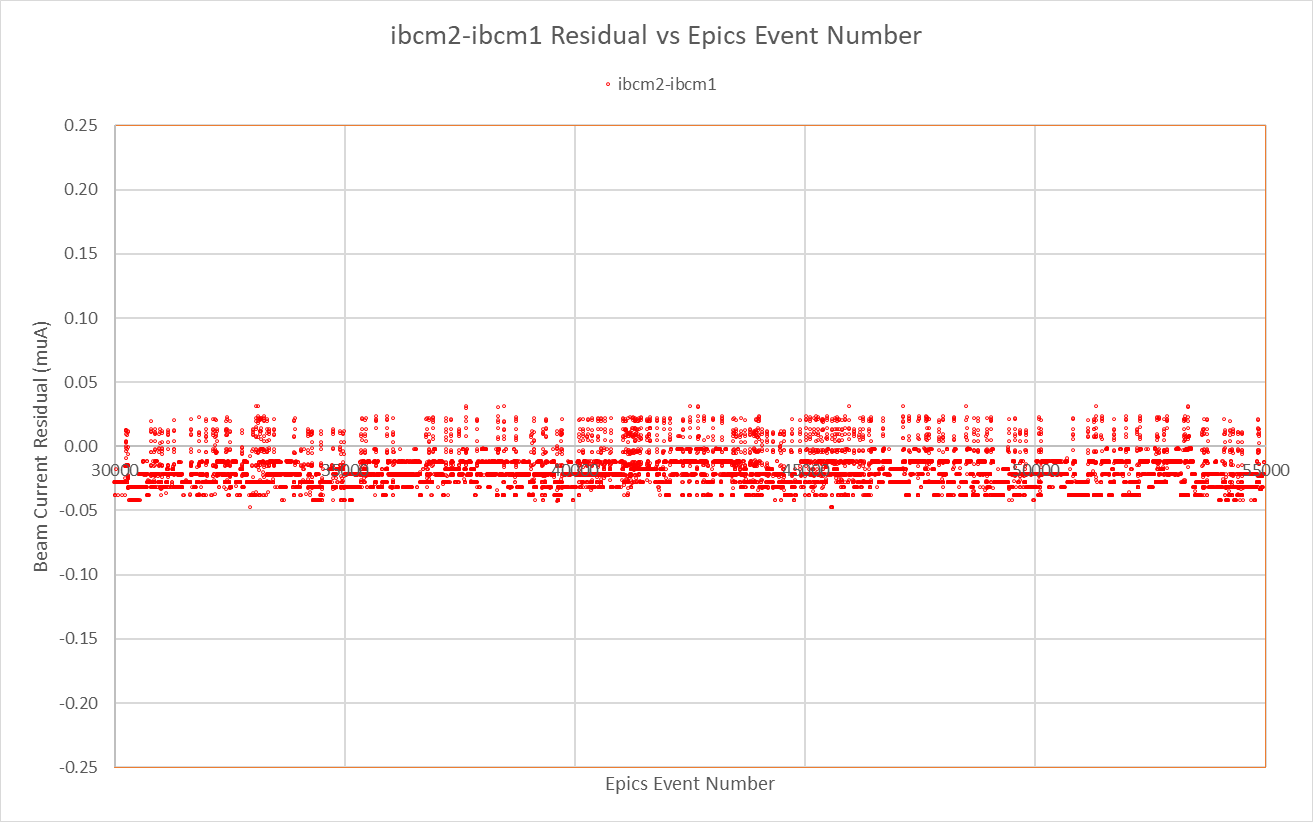 ibcm2-ibcm1 Residual vs Epics Event Number
ibcm2-ibcm1
0.25
0.20
0.15
0.10
0.05
0.00
-0.05
-0.10
-0.15
-0.20
-0.25
Beam Current Residual (muA)
30000 35000 40000 45000 50000 55000
Epics Event Number